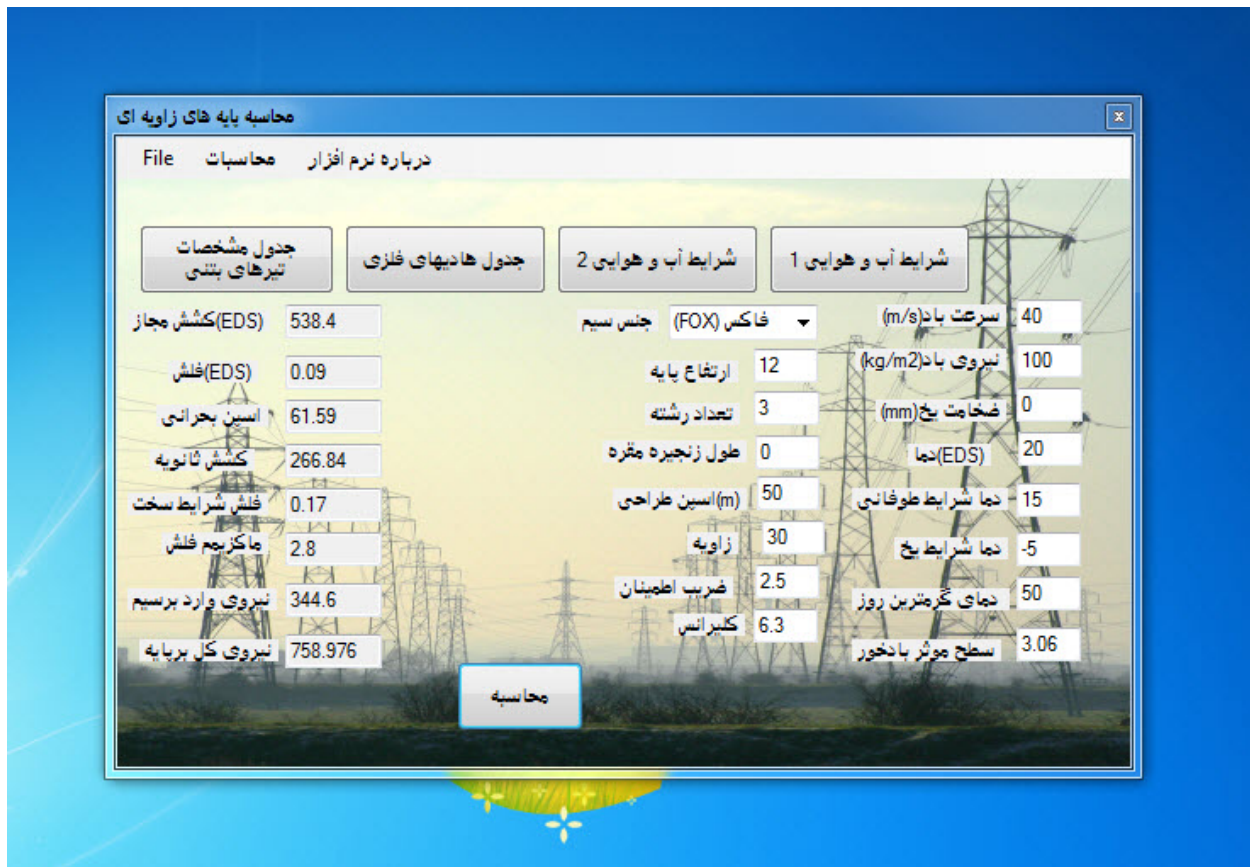 محاسبه پایه های زاویه ای
File محاسبات درباره نرم افزار
جدول مشخصات
تیرهای بتنی
جدول هادیهای فلزی
شرایط آب و هوایی 2
شرایط آب و هوایی 1
کشش مجاز(EDS) 538.4
جنس سیم فاکس (FOX)
سرعت باد(m/s) 40
فلش(EDS) 0.09
ارتفاع پایه 12
نیروی باد(kg/m2) 100
اسپن بحرانی 61.59
تعداد رشته 3
ضخامت یخ(mm) 0
کشش ثانویه 266.84
طول زنجیره مقره 0
دما(EDS) 20
فلش شرایط سخت 0.17
اسپن طراحی(m) 50
دما شرایط طوفانی 15
ماکزیمم فلش 2.8
زاویه 30
دما شرایط یخ -5
نیروی وارد برسیم 344.6
ضریب اطمینان 2.5
دمای گرمترین روز 50
نیروی کل برپایه 758.976
کلیرانس 6.3
سطح موثر بادخور 3.06
محاسبه